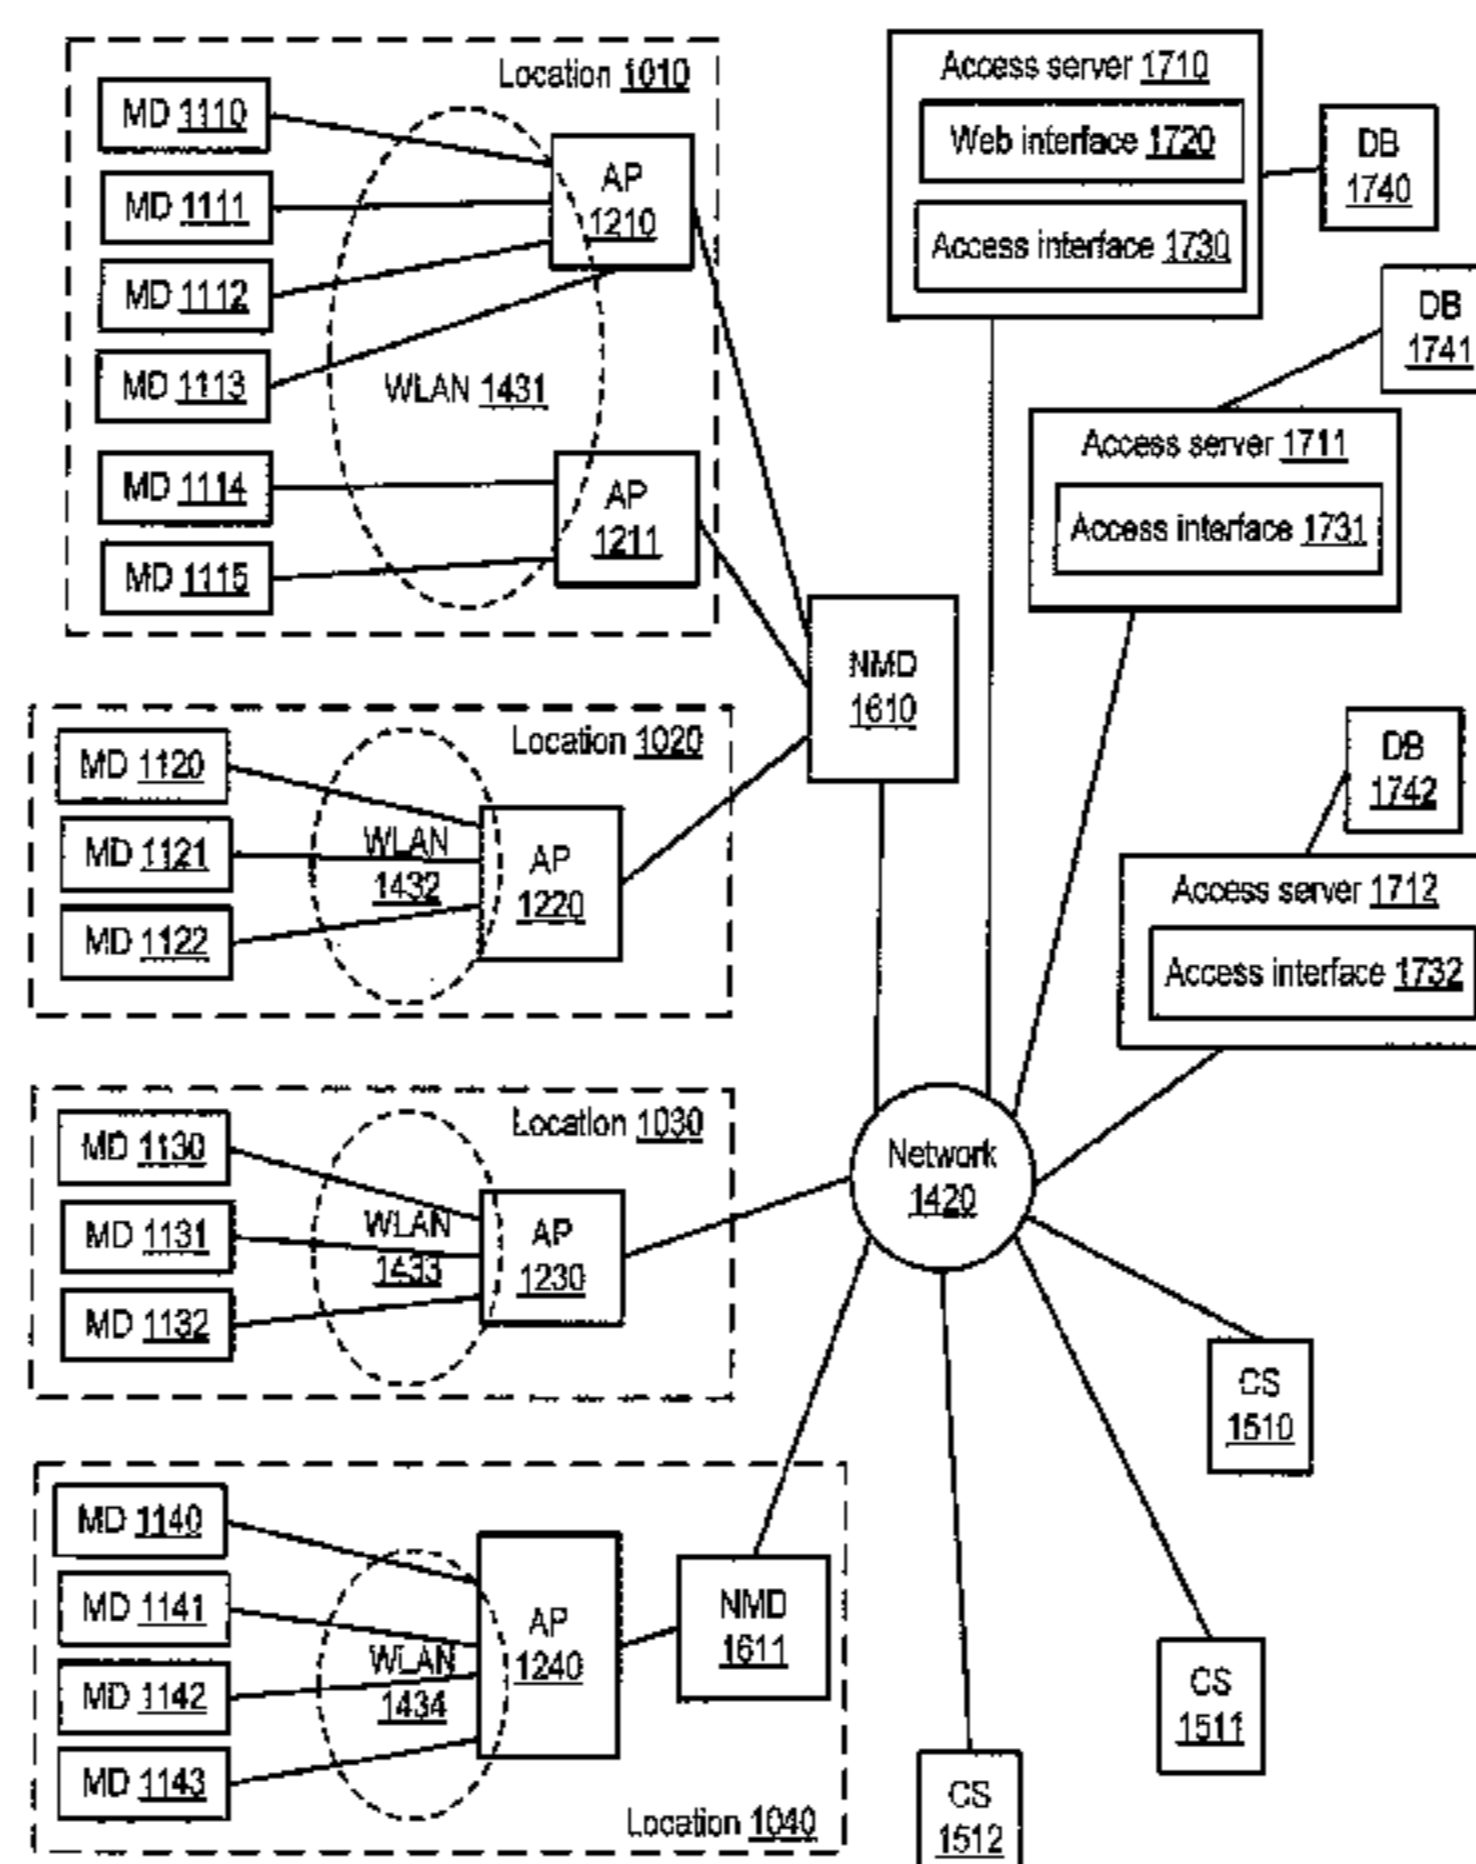 Location 1010
MD 1110
MD 1111
MD 1112
MD 1113
MD 1114
MD 1115
WLAN 1431
AP
1210
AP
1211
Location 1020
MD 1120
MD 1121
MD 1122
WLAN
1432
AP
1220
Location 1030
MD 1130
MD 1131
MD 1132
WLAN
1433
AP
1230
Location 1040
MD 1140
MD 1141
MD 1142
MD 1143
WLAN
1434
AP
1240
NMD
1611
NMD
1610
Network
1420
Access server 1710
Web interface 1720
Access interface 1730
DB
1740
DB
1741
Access server 1711
Access interface 1731
DB
1742
Access server 1712
Access interface 1732
CS
1510
CS
1511
CS
1512